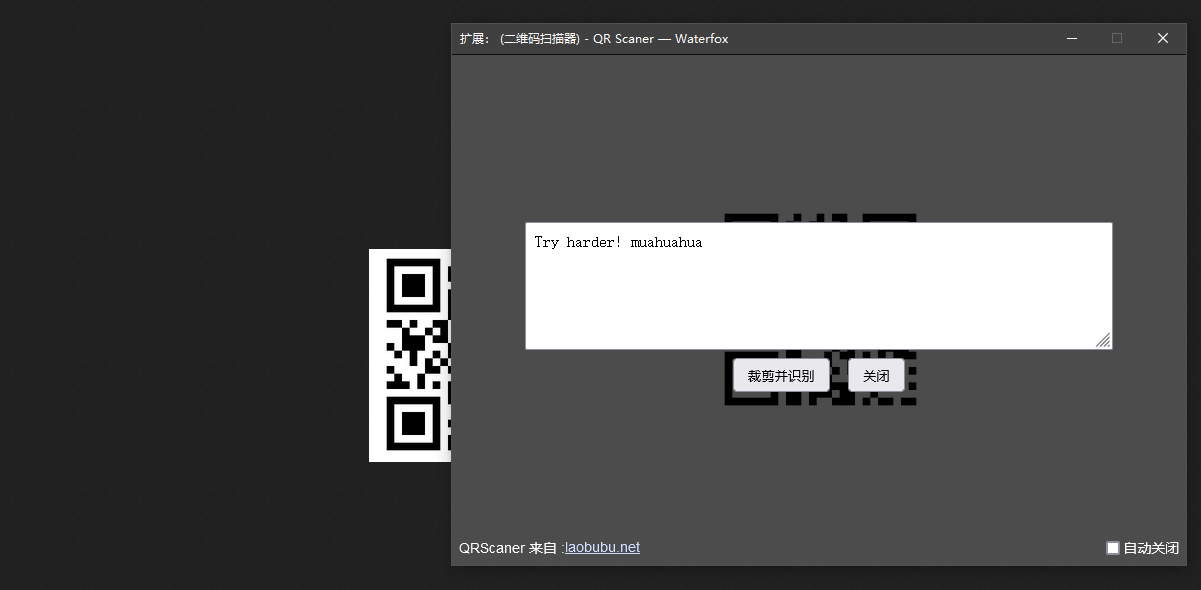 扩展： (二维码扫描器) - QR Scaner — Waterfox
Try harder! muahuahua
裁剪并识别
关闭
QRScaner 来自 :laobubu.net
自动关闭